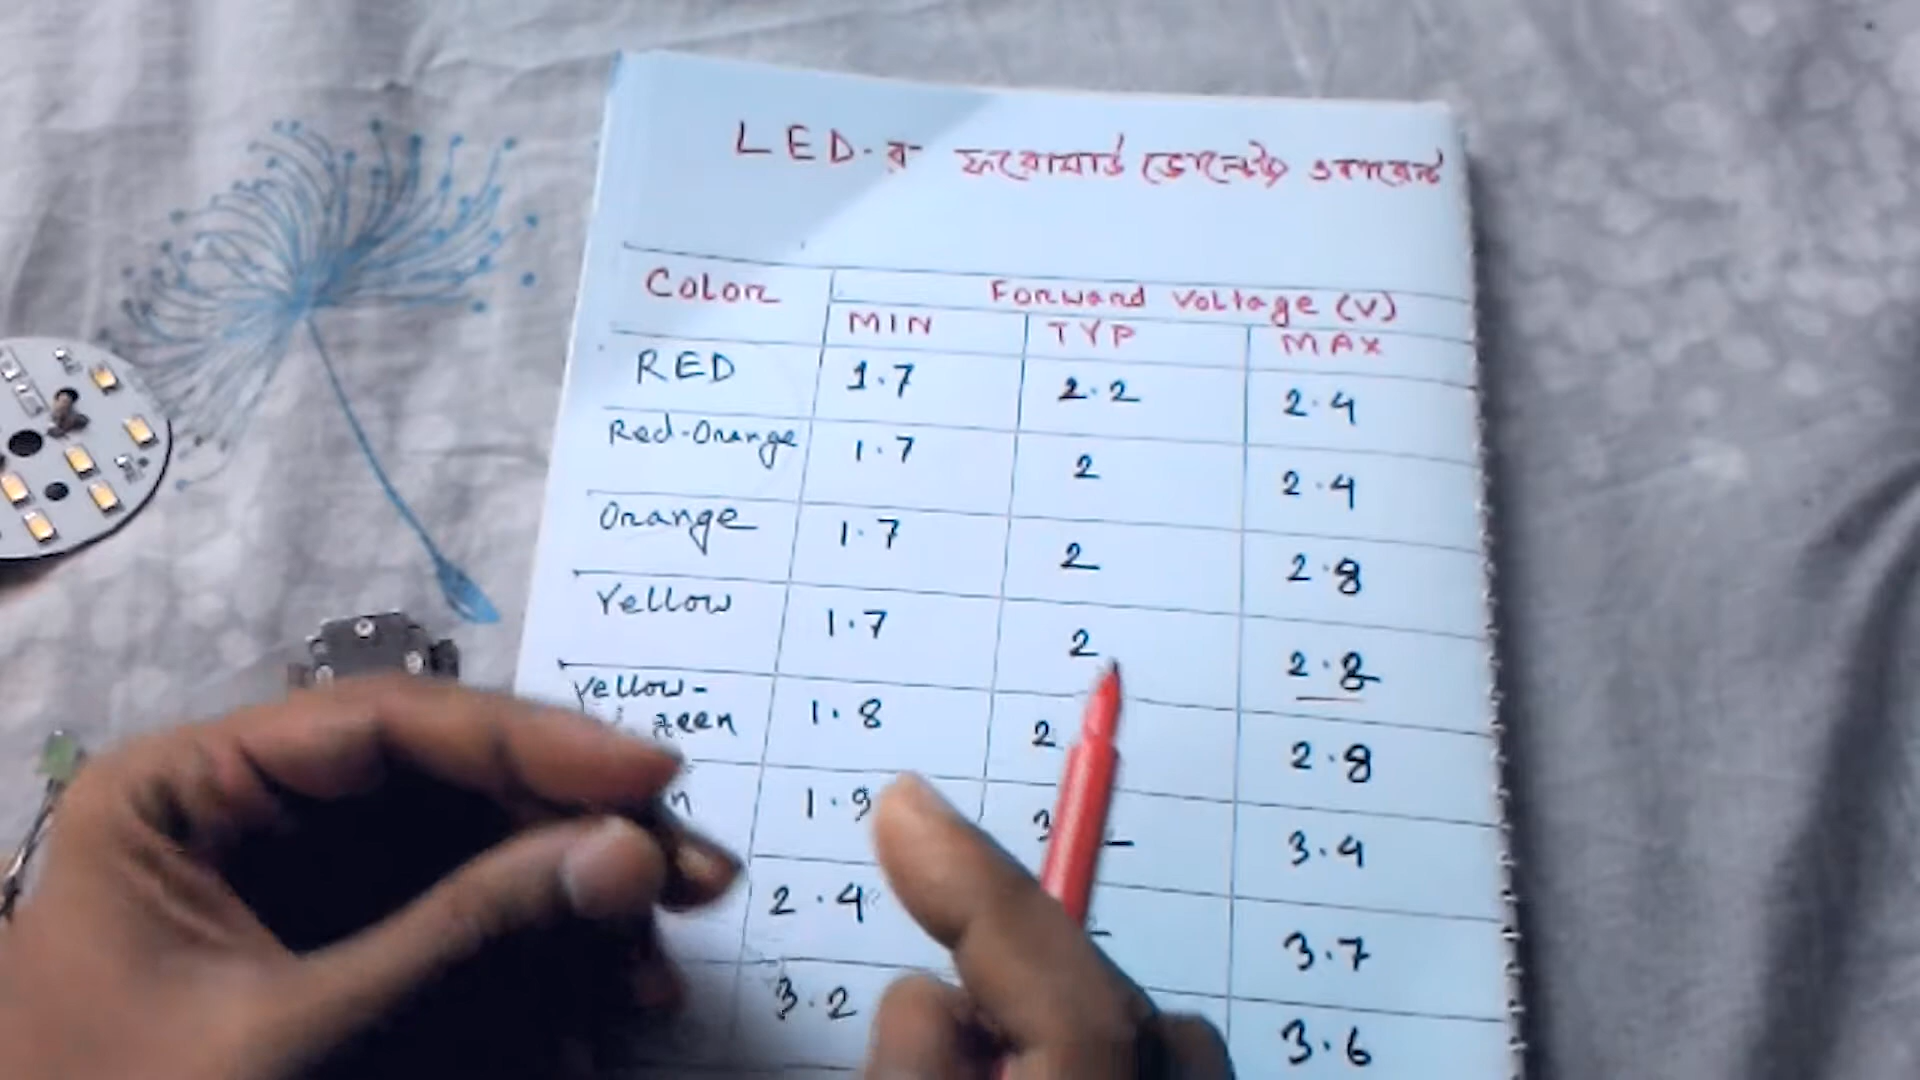 LED-র ফরোয়ার্ড ভোল্টেজ ও কারেন্ট
Color Forward Voltage (V)
MIN TYP MAX
RED 1.7 2.2 2.4
Red-Orange 1.7 2 2.4
Orange 1.7 2 2.8
Yellow 1.7 2 2.8
Yellow- 1.8 2 2.8
1.9 3 3.4
2.4 3.7
3.2 3.6